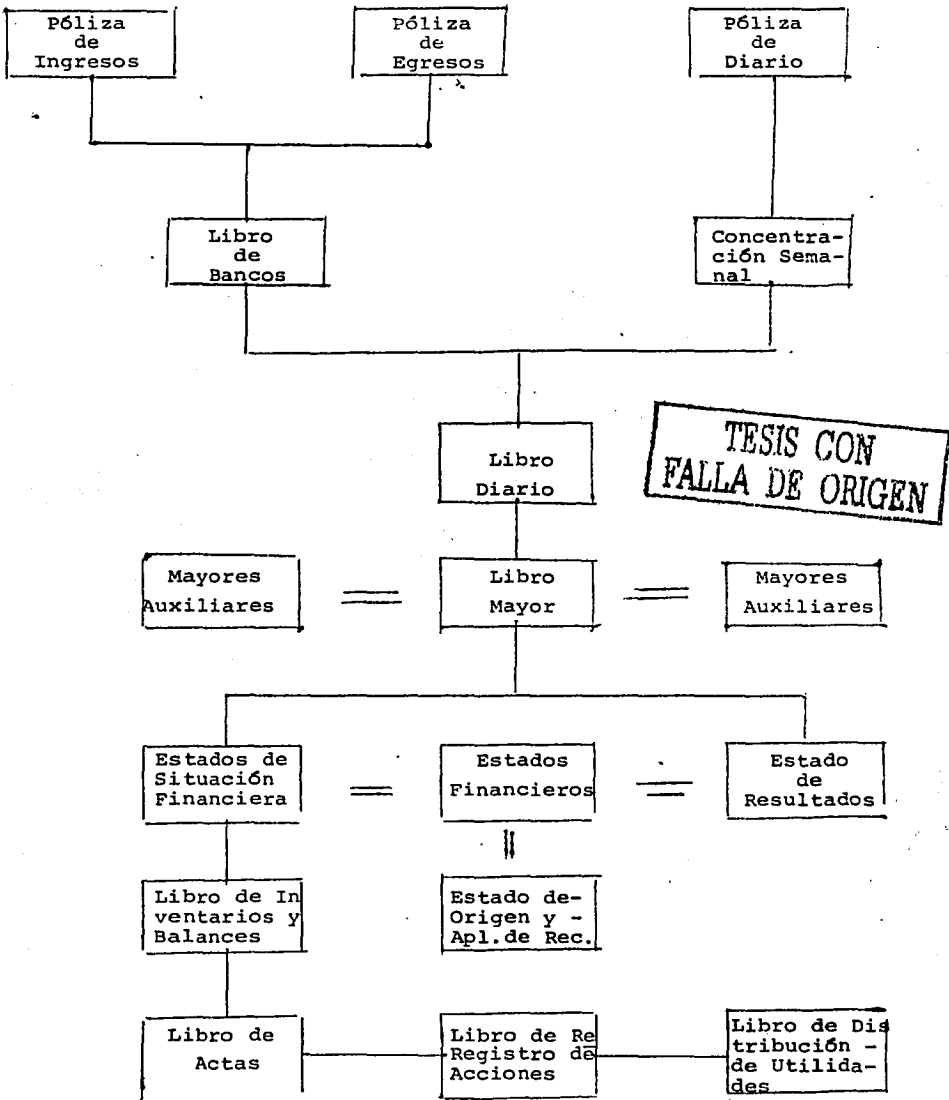 Póliza
de
Ingresos
Póliza
de
Egresos
Póliza
de
Diario
Libro
de
Bancos
Concentra-
ción Sema-
nal
Libro
Diario
TESIS CON
FALLA DE ORIGEN
Mayores
Auxiliares
Libro
Mayor
Mayores
Auxiliares
Estados de
Situación
Financiera
Estados
Financieros
Estado
de
Resultados
Libro de In
ventarios y
Balances
Estado de-
Origen y -
Apl.de Rec.
Libro de
Actas
Libro de Re
Registro de
Acciones
Libro de Dis
tribución -
de Utilida-
des